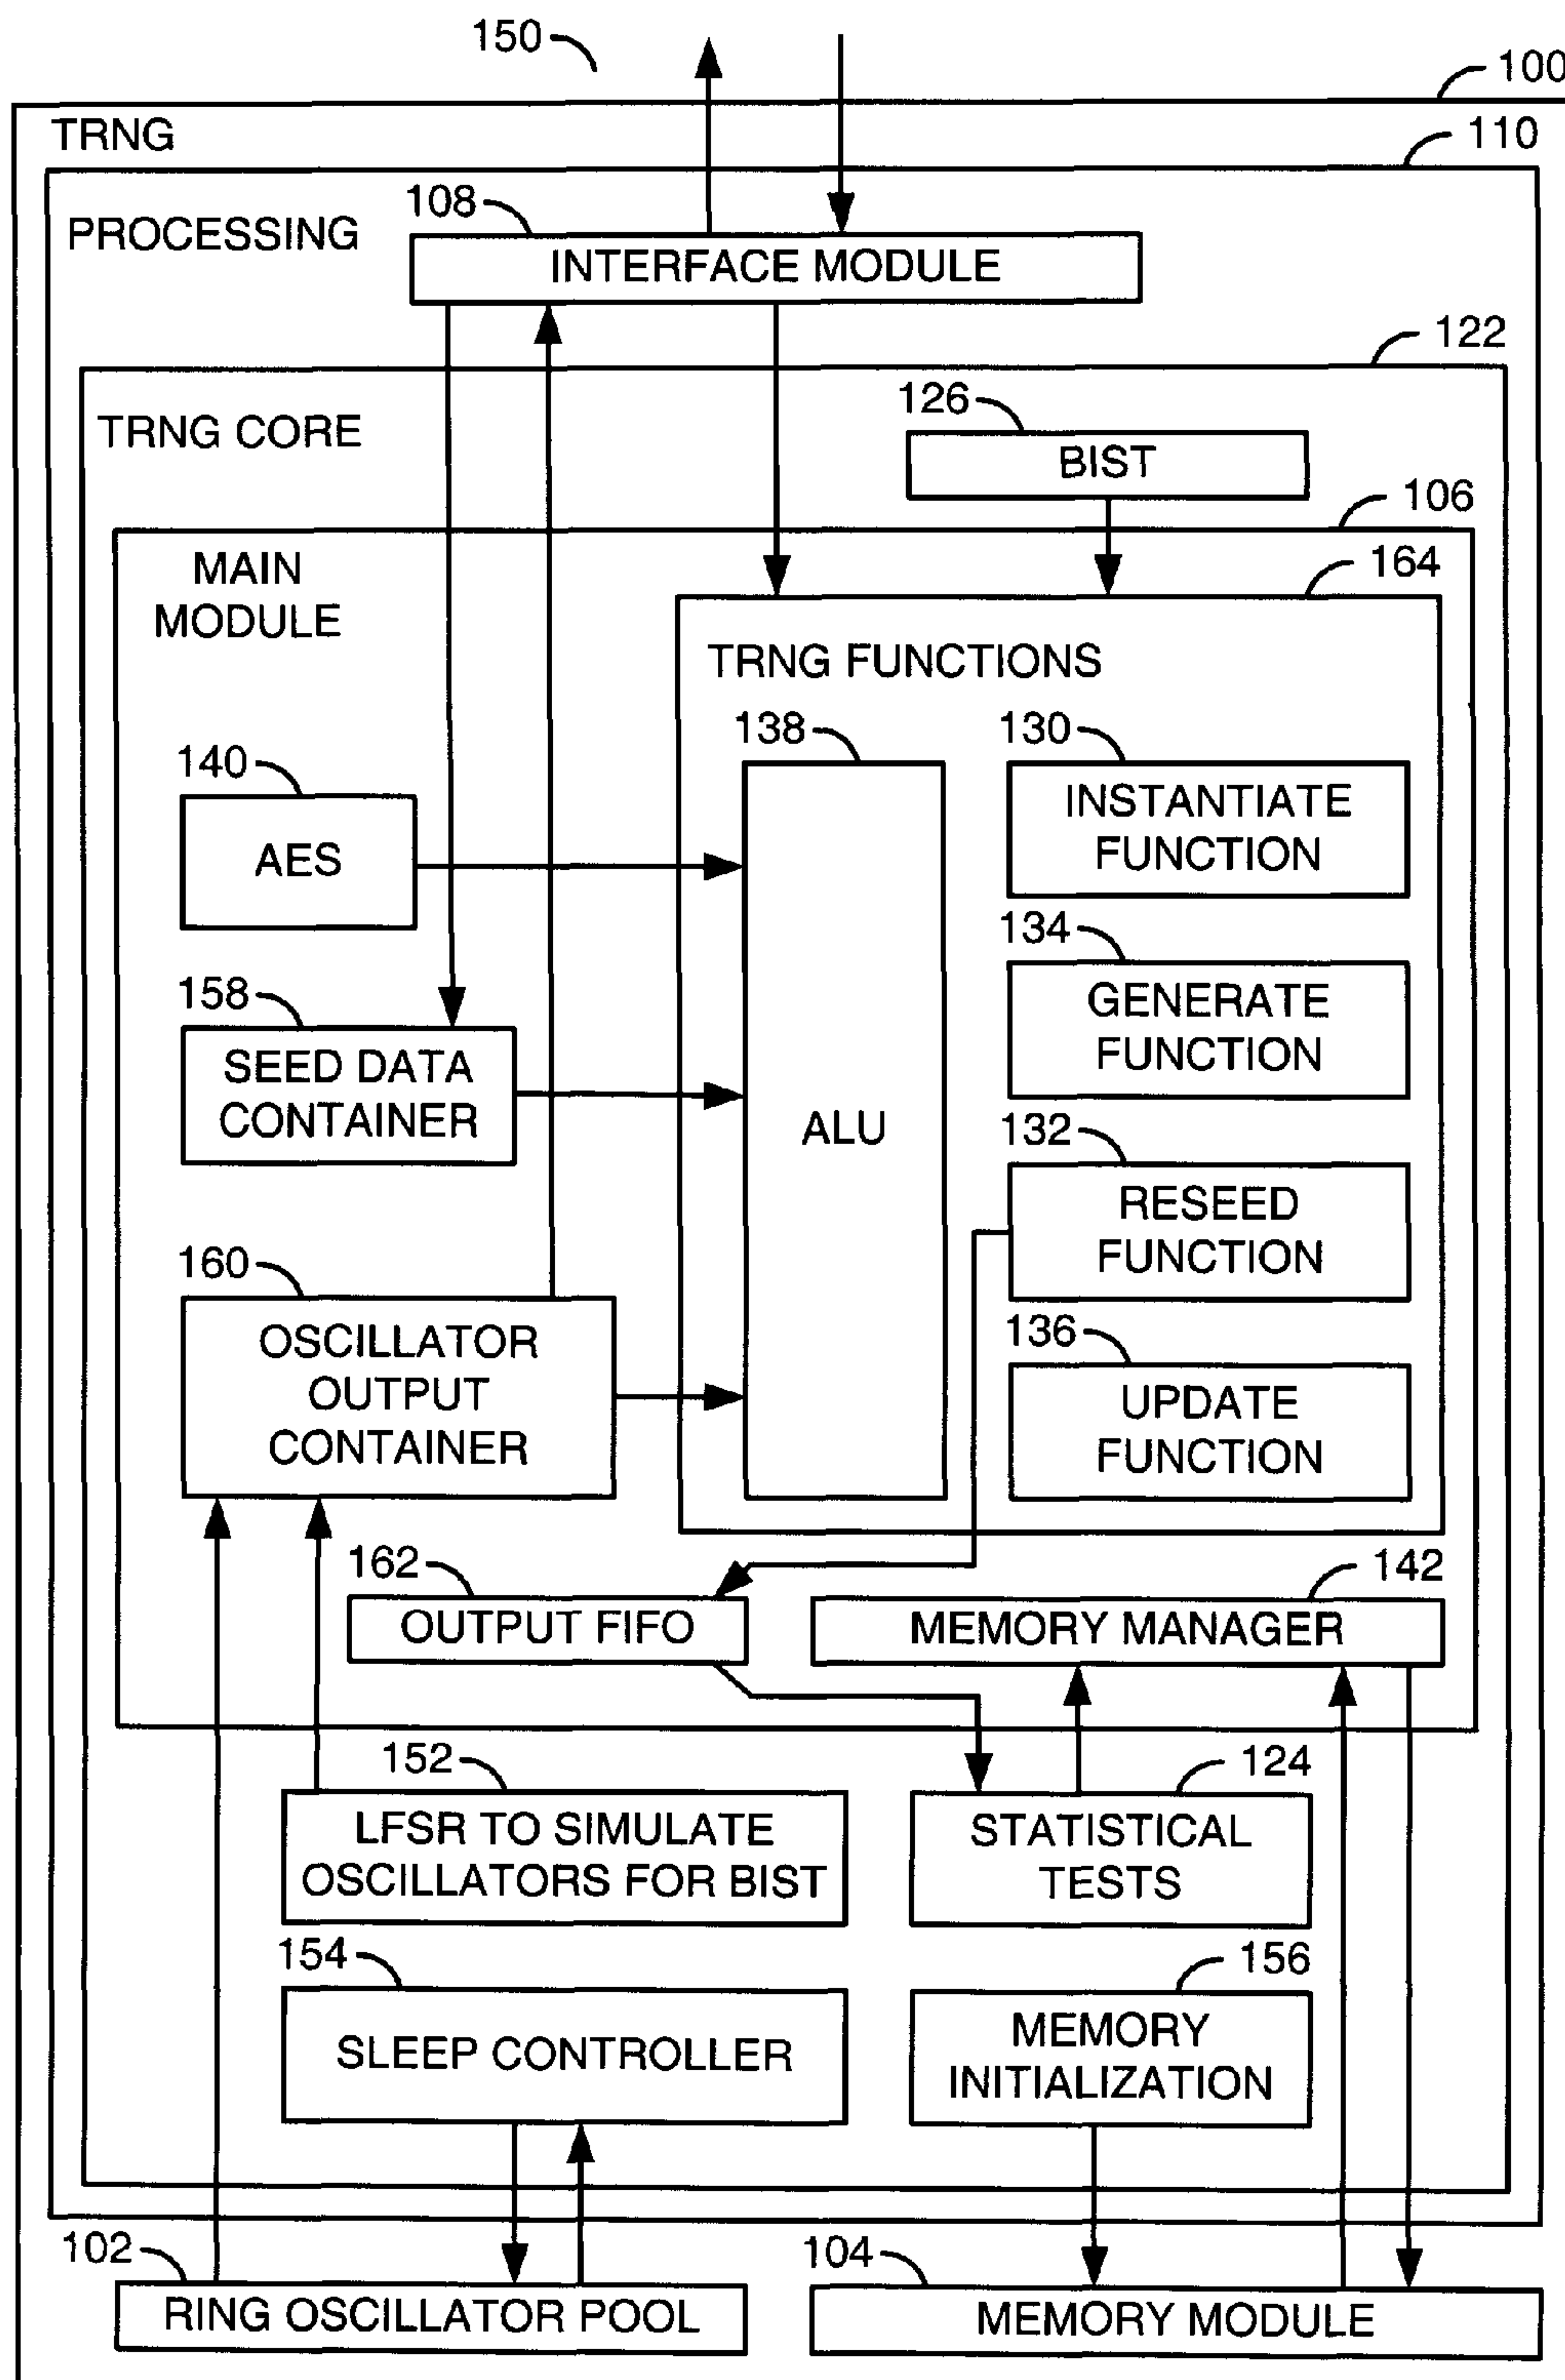 150
100
TRNG
110
PROCESSING
108
INTERFACE MODULE
122
TRNG CORE
126
BIST
106
MAIN
MODULE
164
TRNG FUNCTIONS
140
AES
138
ALU
130
INSTANTIATE
FUNCTION
134
GENERATE
FUNCTION
158
SEED DATA
CONTAINER
132
RESEED
FUNCTION
160
OSCILLATOR
OUTPUT
CONTAINER
136
UPDATE
FUNCTION
162
OUTPUT FIFO
142
MEMORY MANAGER
152
LFSR TO SIMULATE
OSCILLATORS FOR BIST
124
STATISTICAL
TESTS
154
SLEEP CONTROLLER
156
MEMORY
INITIALIZATION
102
RING OSCILLATOR POOL
104
MEMORY MODULE